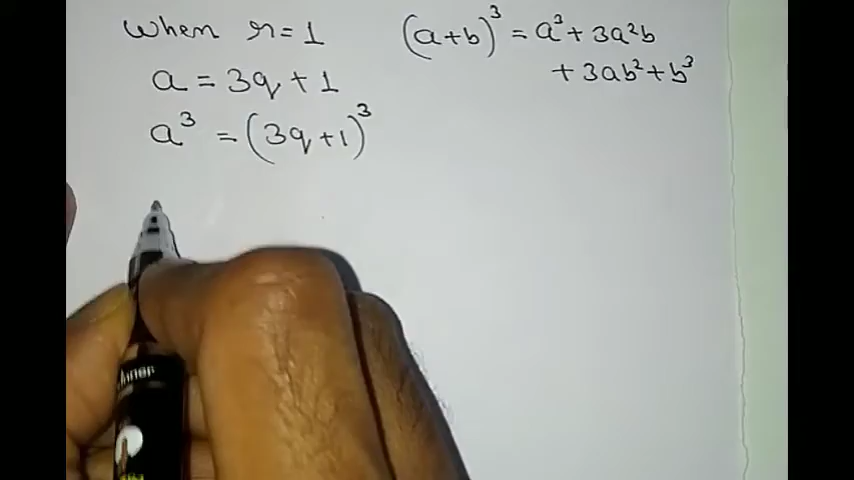 When r=1
a = 3q + 1
a³ = (3q+1)³
(a+b)³ = a³ + 3a²b
+ 3ab² + b³